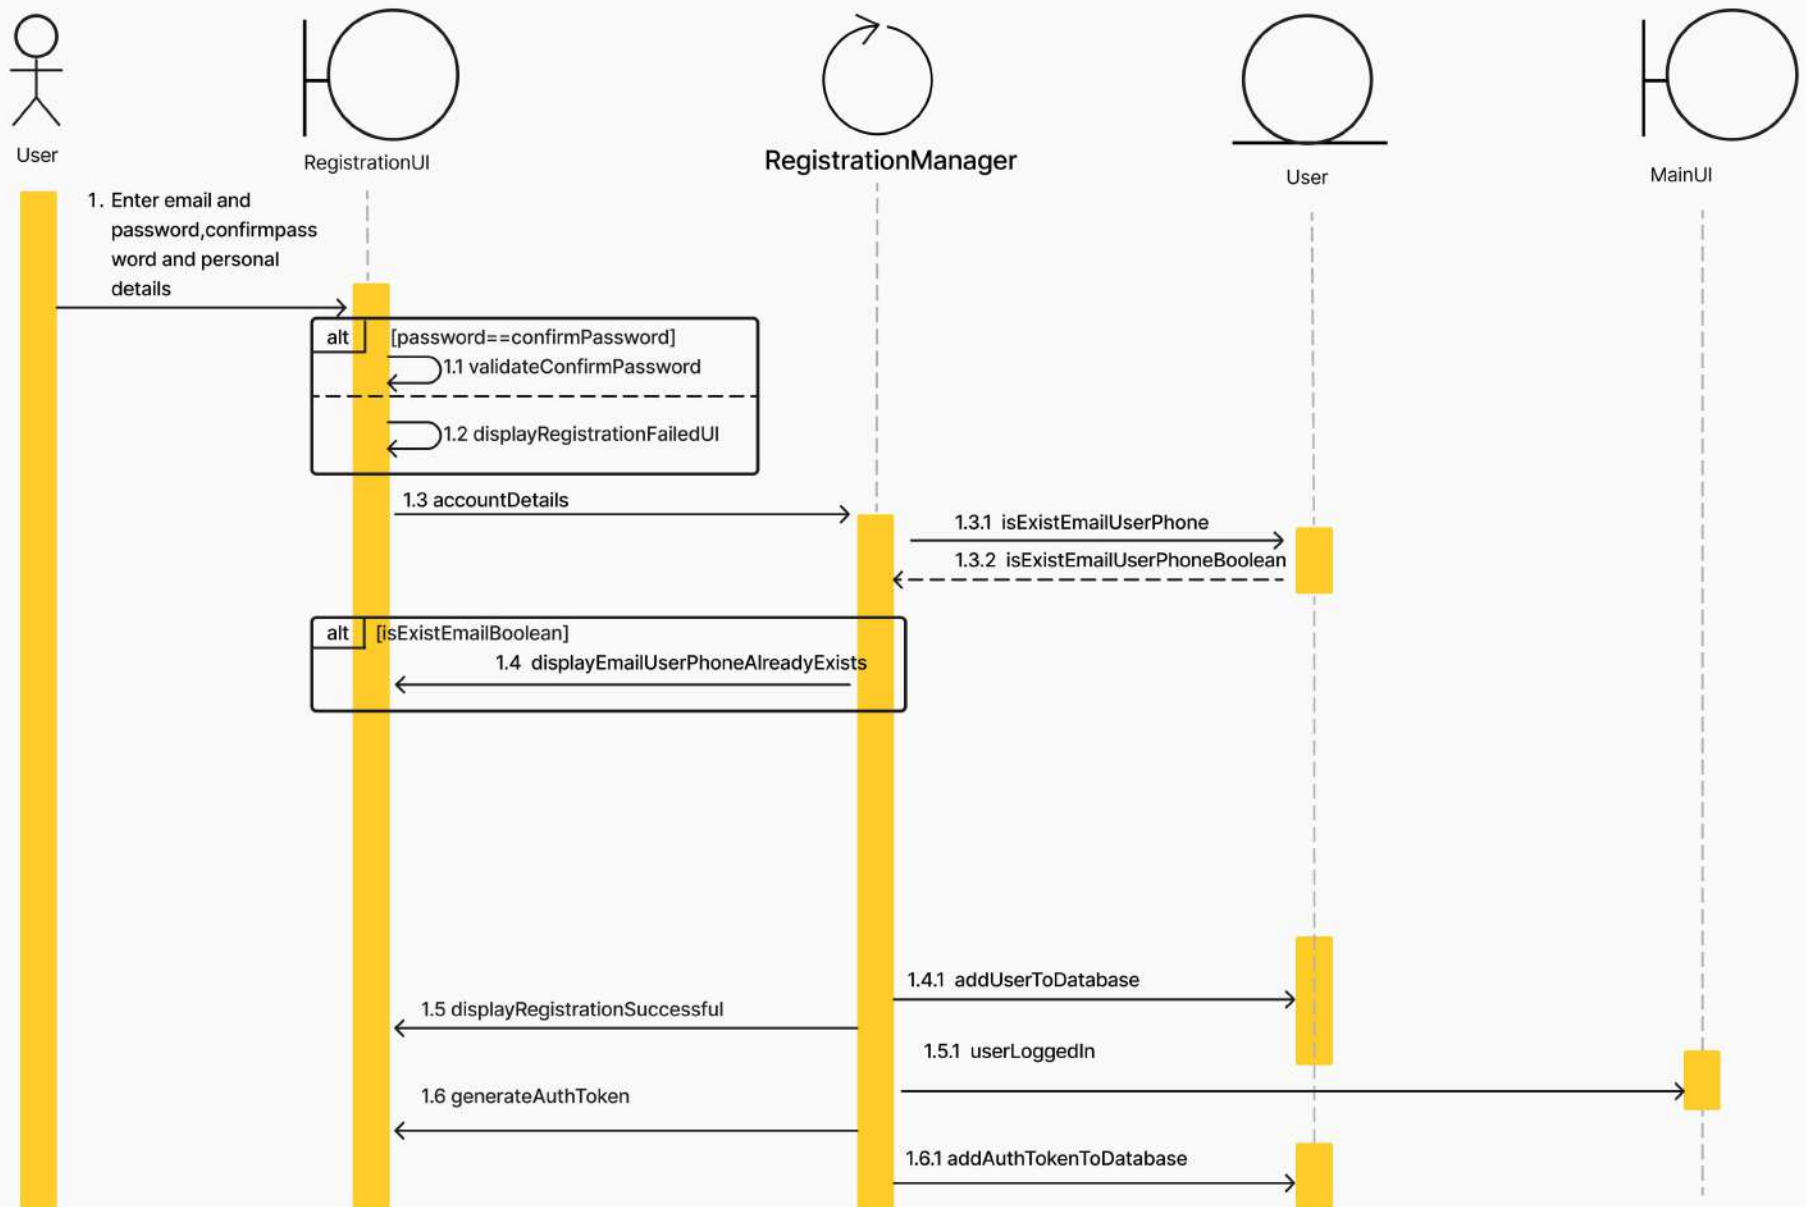 User
RegistrationUI
RegistrationManager
User
MainUI
1. Enter email and
password,confirmpass
word and personal
details
alt [password==confirmPassword]
1.1 validateConfirmPassword
1.2 displayRegistrationFailedUI
1.3 accountDetails
1.3.1 isExistEmailUserPhone
1.3.2 isExistEmailUserPhoneBoolean
alt [isExistEmailBoolean]
1.4 displayEmailUserPhoneAlreadyExists
1.4.1 addUserToDatabase
1.5 displayRegistrationSuccessful
1.5.1 userLoggedIn
1.6 generateAuthToken
1.6.1 addAuthTokenToDatabase